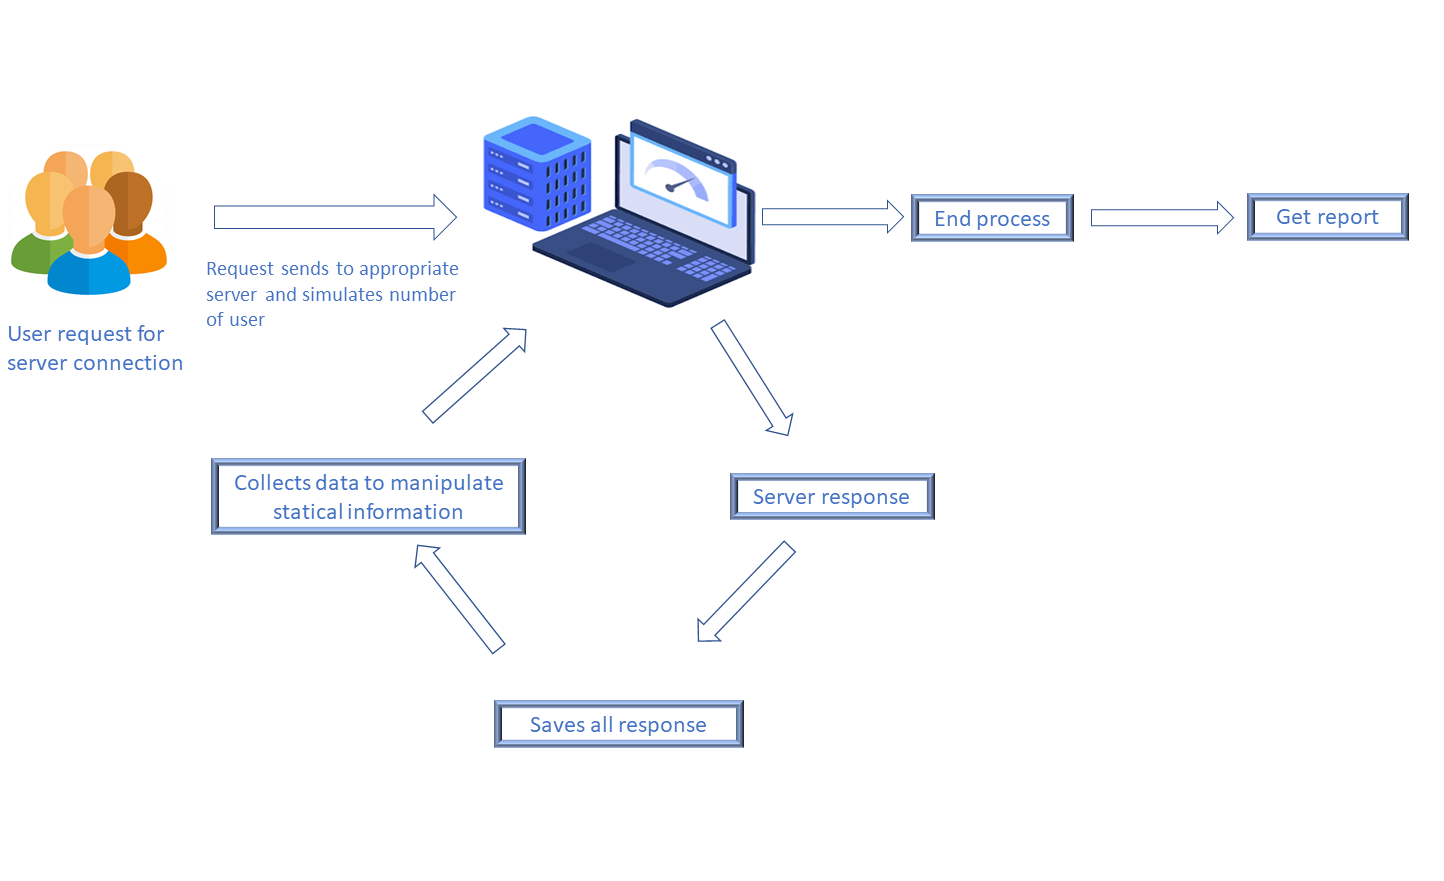 User request for
server connection
Request sends to appropriate
server and simulates number
of user
End process
Get report
Collects data to manipulate
statical information
Server response
Saves all response